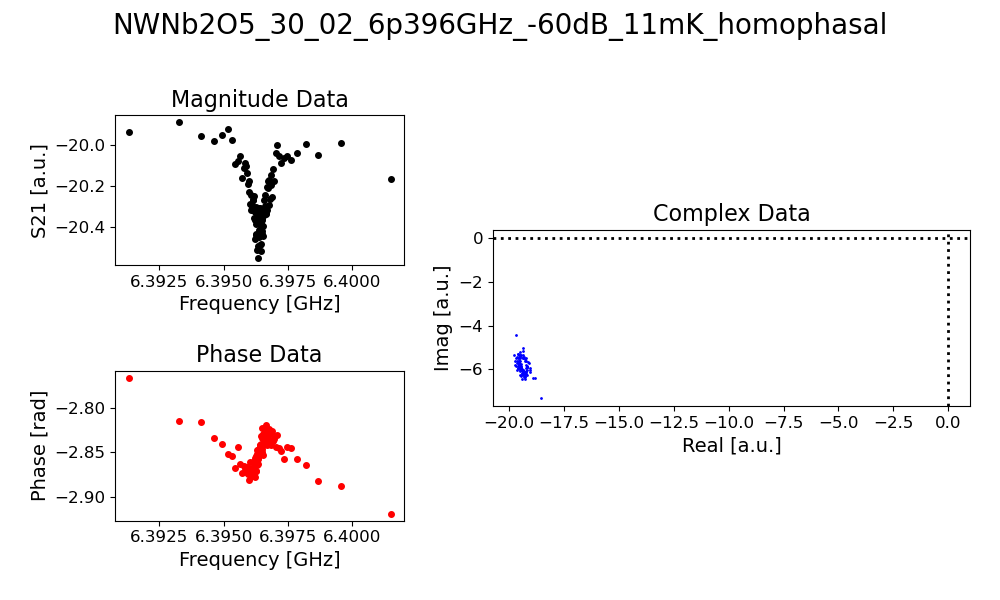 NWNb2O5_30_02_6p396GHz_-60dB_11mK_homophasal
Magnitude Data
S21 [a.u.]
−20.0
−20.2
−20.4
6.3925 6.3950 6.3975 6.4000
Frequency [GHz]
Phase Data
Phase [rad]
−2.80
−2.85
−2.90
6.3925 6.3950 6.3975 6.4000
Frequency [GHz]
Complex Data
Imag [a.u.]
0
−2
−4
−6
−20.0 −17.5 −15.0 −12.5 −10.0 −7.5 −5.0 −2.5 0.0
Real [a.u.]